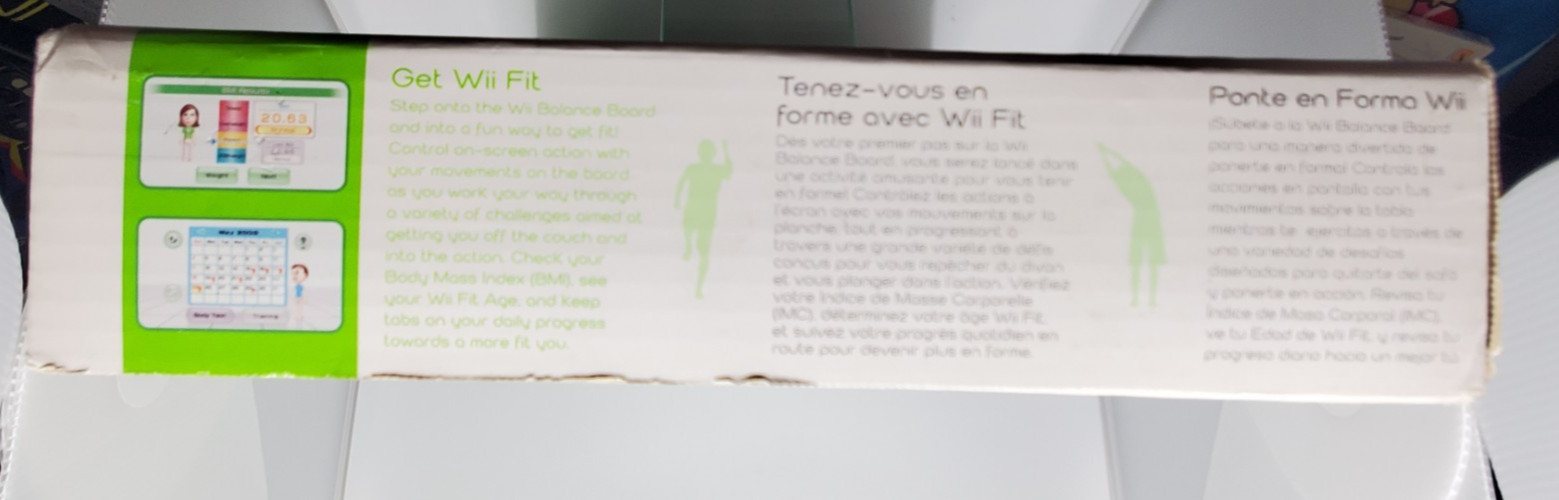 BMI Results
20.63
Weight
Next
May 2008
Body Test
Training
Get Wii Fit
Step onto the Wii Balance Board
and into a fun way to get fit!
Control on-screen action with
your movements on the board
as you work your way through
a variety of challenges aimed at
getting you off the couch and
into the action. Check your
Body Mass Index (BMI), see
your Wii Fit Age, and keep
tabs on your daily progress
towards a more fit you.
Tenez-vous en
forme avec Wii Fit
Dès votre premier pas sur la Wii
Balance Board, vous serez lancé dans
une activité amusante pour vous tenir
en forme! Contrôlez les actions à
l'écran avec vos mouvements sur la
planche, tout en progressant à
travers une grande variété de défis
conçus pour vous repêcher du divan
et vous plonger dans l'action. Vérifiez
votre Indice de Masse Corporelle
(IMC), déterminez votre âge Wii Fit,
et suivez votre progrès quotidien en
route pour devenir plus en forme.
Ponte en Forma Wii
¡Súbete a la Wii Balance Board
para una manera divertida de
ponerte en forma! Controla las
acciones en pantalla con tus
movimientos sobre la tabla
mientras te ejercitas a través de
una variedad de desafíos
diseñados para quitarte del sofá
y ponerte en acción. Revisa tu
Índice de Masa Corporal (IMC),
ve tu Edad de Wii Fit, y revisa tu
progreso diario hacia un mejor tú.